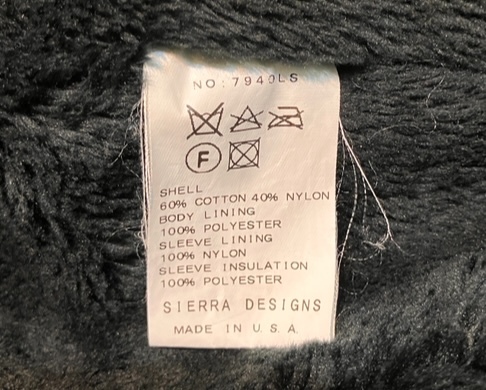 NO: 7940LS
F
SHELL
60% COTTON 40% NYLON
BODY LINING
100% POLYESTER
SLEEVE LINING
100% NYLON
SLEEVE INSULATION
100% POLYESTER
SIERRA DESIGNS
MADE IN U.S.A.